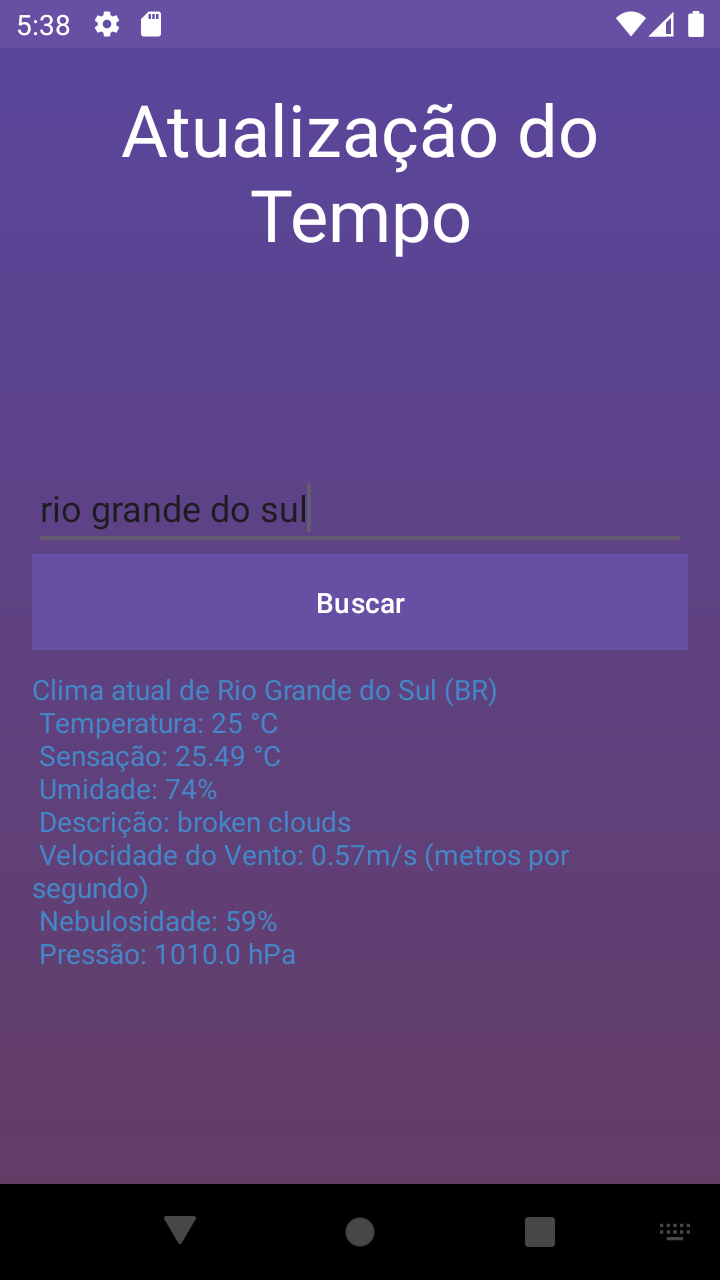 5:38
Atualização do
Tempo
rio grande do sul
Buscar
Clima atual de Rio Grande do Sul (BR)
Temperatura: 25 °C
Sensação: 25.49 °C
Umidade: 74%
Descrição: broken clouds
Velocidade do Vento: 0.57m/s (metros por
segundo)
Nebulosidade: 59%
Pressão: 1010.0 hPa